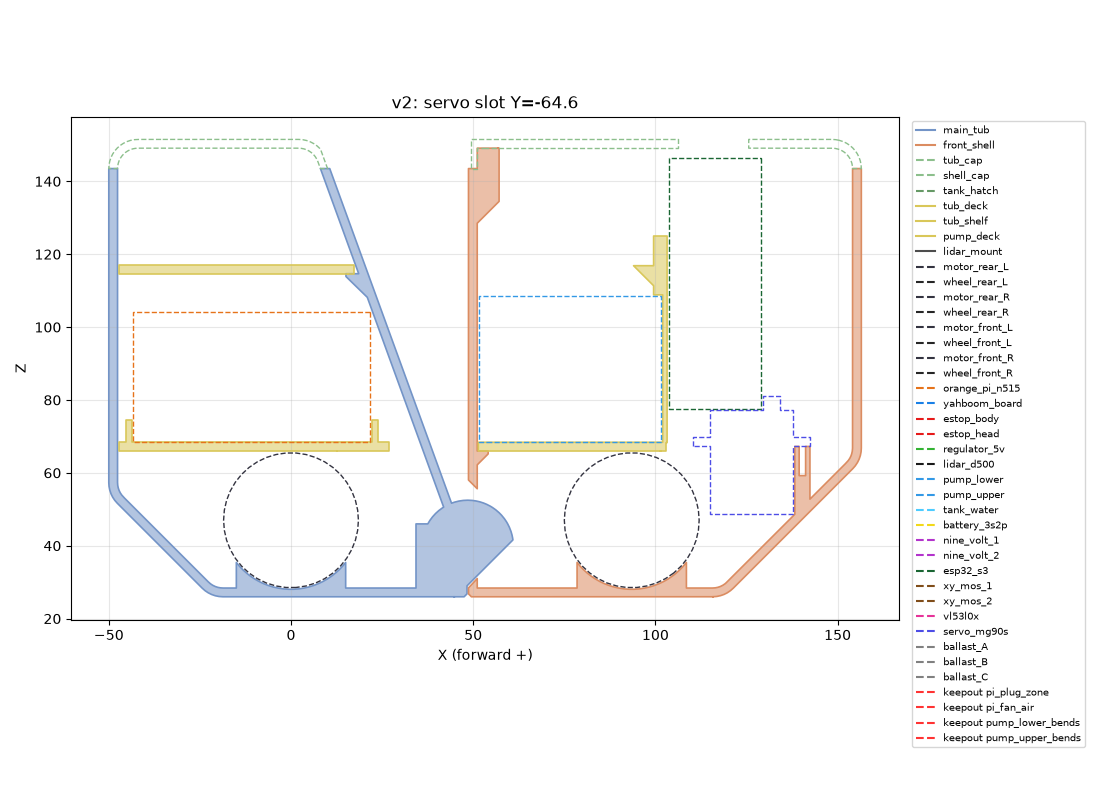 v2: servo slot Y=-64.6
Z
140
120
100
80
60
40
20
−50
0
50
100
150
X (forward +)
main_tub
front_shell
tub_cap
shell_cap
tank_hatch
tub_deck
tub_shelf
pump_deck
lidar_mount
motor_rear_L
wheel_rear_L
motor_rear_R
wheel_rear_R
motor_front_L
wheel_front_L
motor_front_R
wheel_front_R
orange_pi_n515
yahboom_board
estop_body
estop_head
regulator_5v
lidar_d500
pump_lower
pump_upper
tank_water
battery_3s2p
nine_volt_1
nine_volt_2
esp32_s3
xy_mos_1
xy_mos_2
vl53l0x
servo_mg90s
ballast_A
ballast_B
ballast_C
keepout pi_plug_zone
keepout pi_fan_air
keepout pump_lower_bends
keepout pump_upper_bends